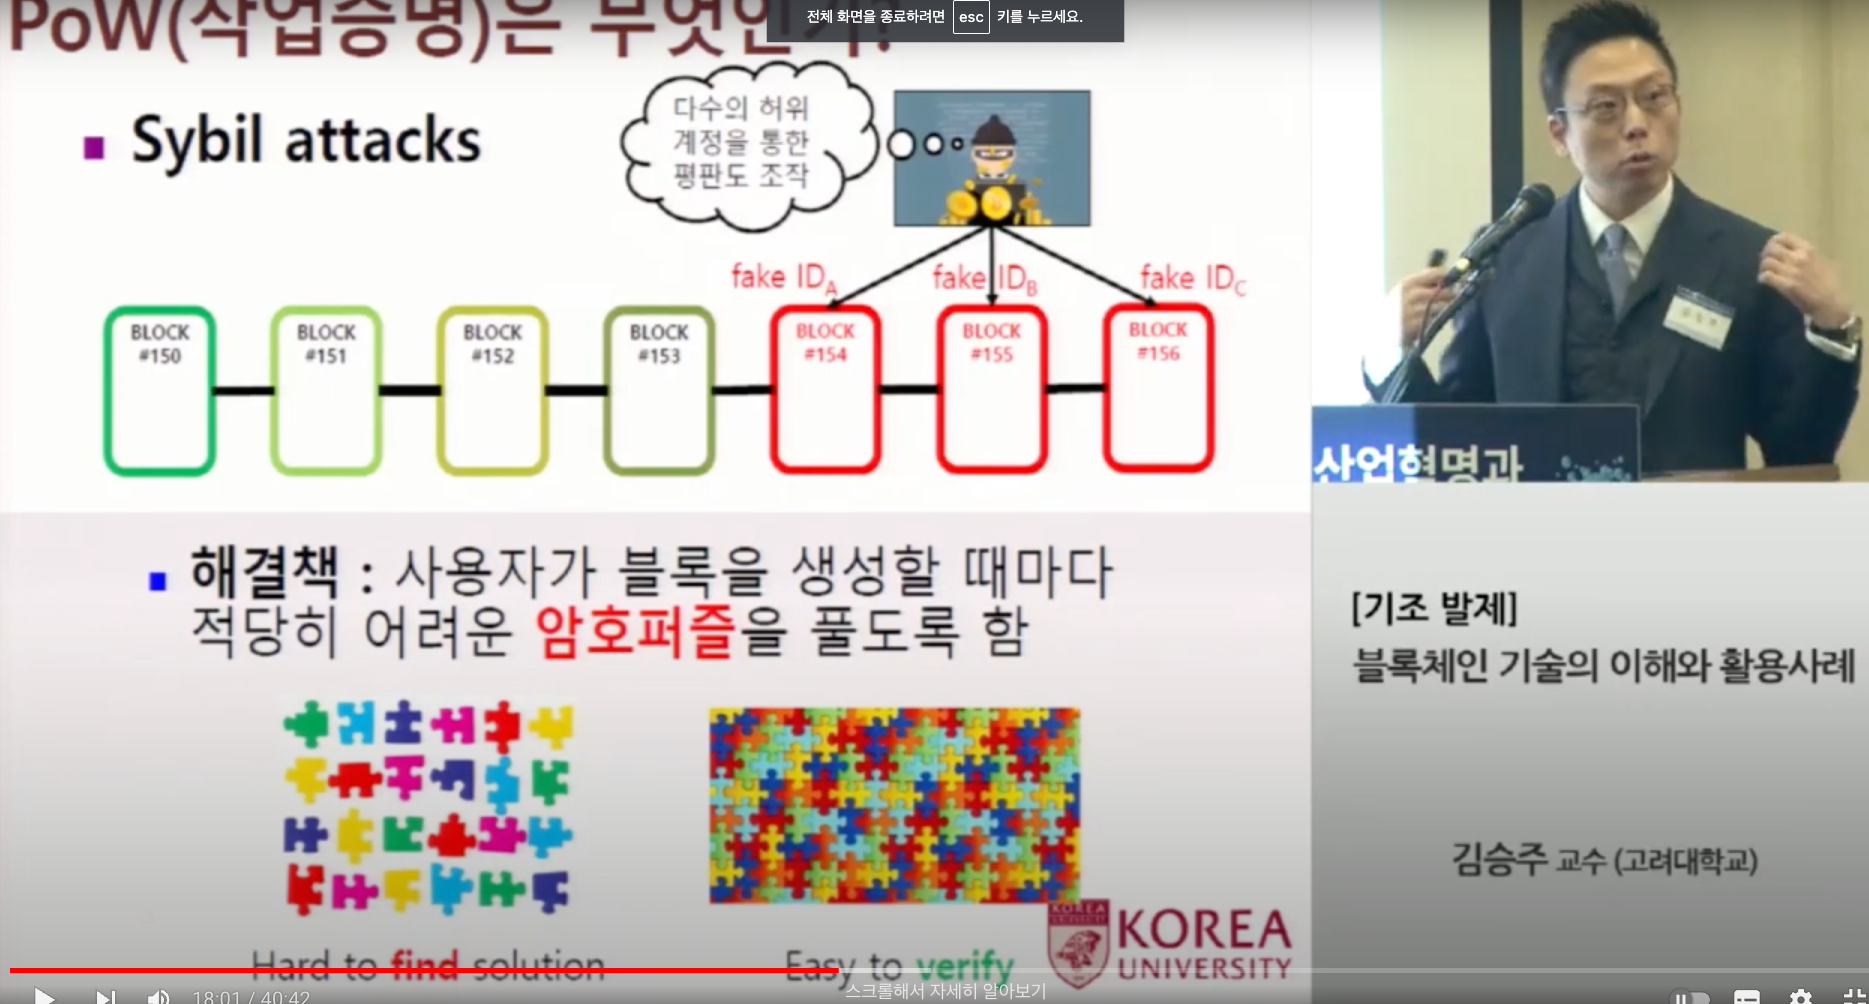 PoW(작업증명)은 무엇인가?
전체 화면을 종료하려면 esc 키를 누르세요.
Sybil attacks
다수의 허위
계정을 통한
평판도 조작
fake IDA
fake IDB
fake IDC
BLOCK
#150
BLOCK
#151
BLOCK
#152
BLOCK
#153
BLOCK
#154
BLOCK
#155
BLOCK
#156
산업혁명과
해결책 : 사용자가 블록을 생성할 때마다
적당히 어려운 암호퍼즐을 풀도록 함
[기조 발제]
블록체인 기술의 이해와 활용사례
김승주 교수 (고려대학교)
Hard to find solution
Easy to verify
KOREA
KOREA
UNIVERSITY
18:01 / 40:42
스크롤해서 자세히 알아보기